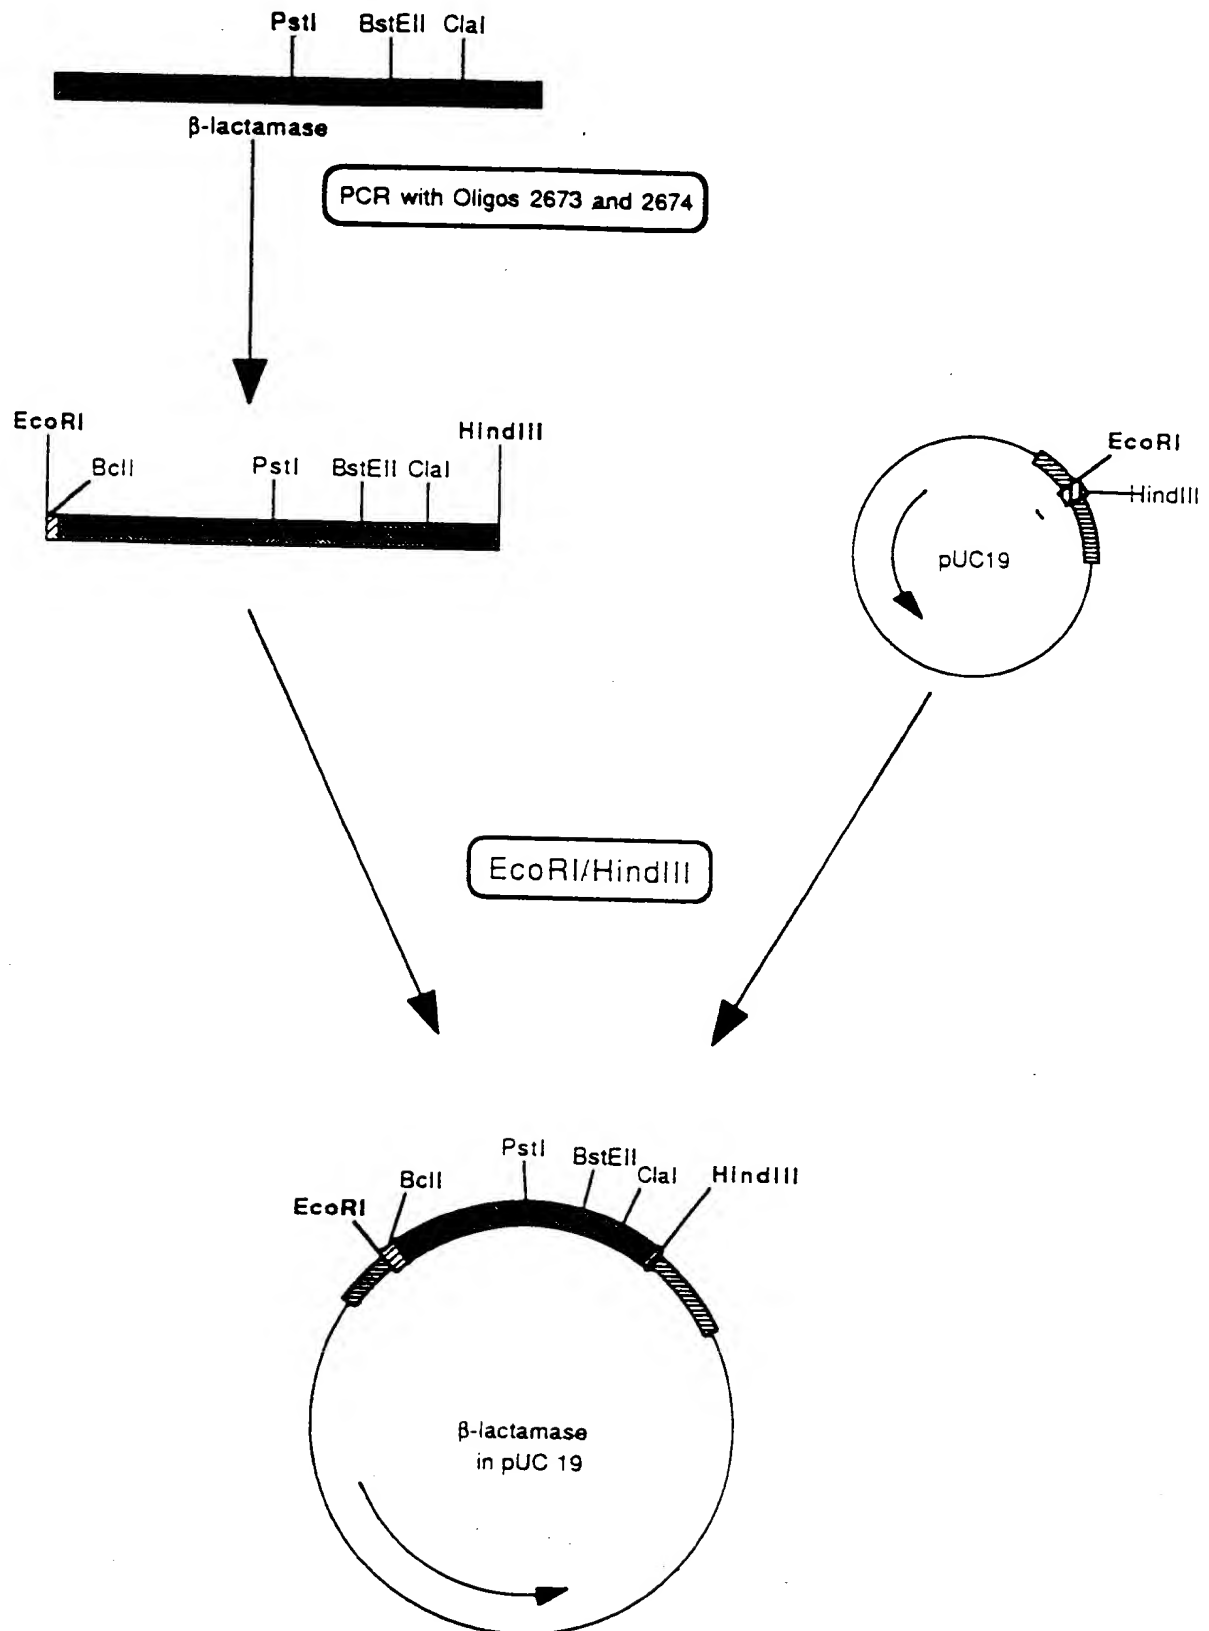 PstI BstEII ClaI
β-lactamase
PCR with Oligos 2673 and 2674
EcoRI
HindIII
BclI PstI BstEII ClaI
EcoRI
HindIII
pUC19
EcoRI/HindIII
PstI BstEII ClaI HindIII
BclI
EcoRI
β-lactamase
in pUC 19